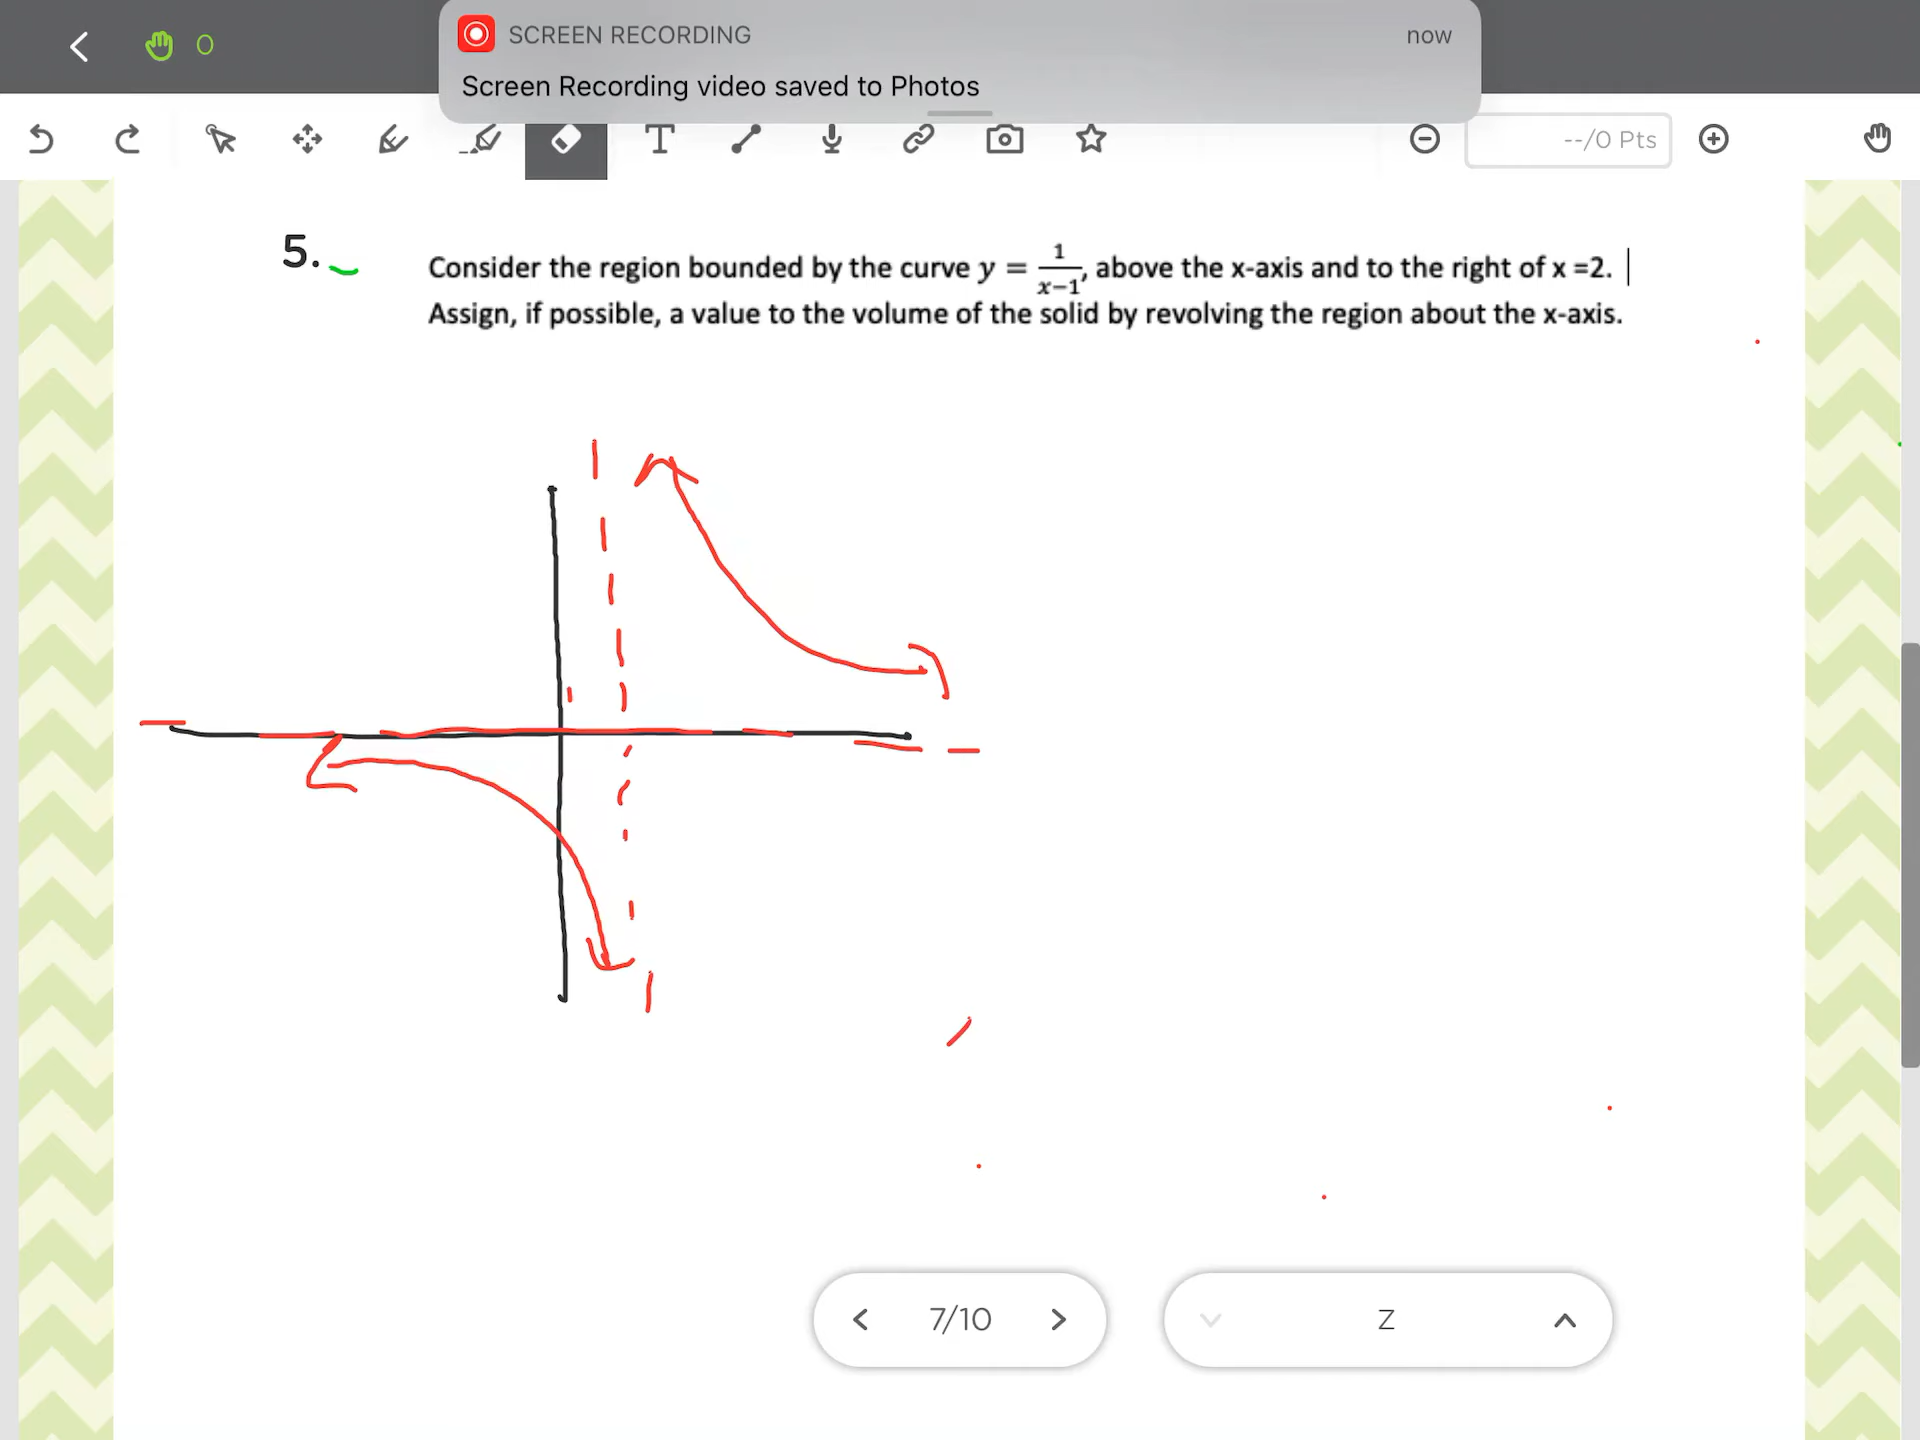 0
SCREEN RECORDING
now
Screen Recording video saved to Photos
T
--/0 Pts
5.
Consider the region bounded by the curve y = 1/(x−1), above the x-axis and to the right of x =2.
Assign, if possible, a value to the volume of the solid by revolving the region about the x-axis.
7/10
Z